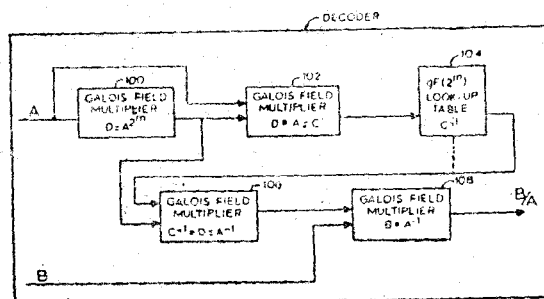 DECODER
100
GALOIS FIELD
MULTIPLIER
D=A^2^m
102
GALOIS FIELD
MULTIPLIER
D * A = C
104
GF(2^m)
LOOK-UP
TABLE
C^-1
A
106
GALOIS FIELD
MULTIPLIER
C^-1 * D = A^-1
108
GALOIS FIELD
MULTIPLIER
B * A^-1
B/A
B